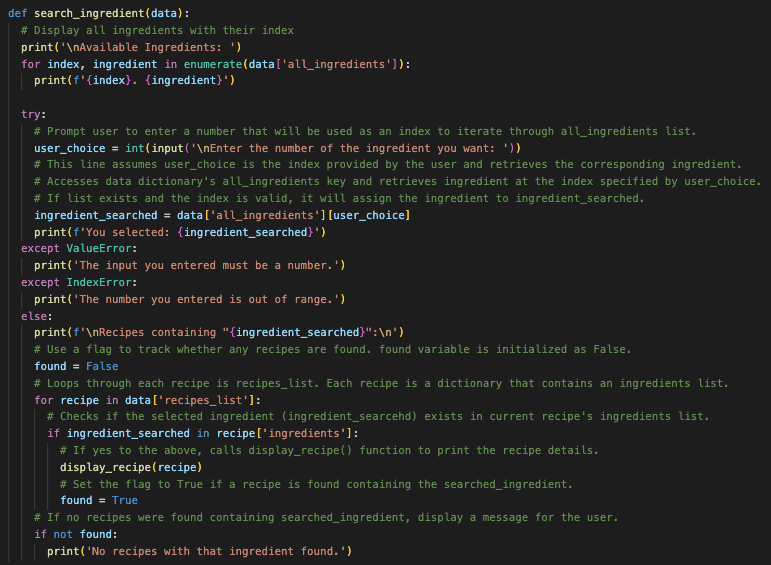 def search_ingredient(data):
# Display all ingredients with their index
print('\nAvailable Ingredients: ')
for index, ingredient in enumerate(data['all_ingredients']):
print(f'{index}. {ingredient}')
try:
# Prompt user to enter a number that will be used as an index to iterate through all_ingredients list.
user_choice = int(input('\nEnter the number of the ingredient you want: '))
# This line assumes user_choice is the index provided by the user and retrieves the corresponding ingredient.
# Accesses data dictionary's all_ingredients key and retrieves ingredient at the index specified by user_choice.
# If list exists and the index is valid, it will assign the ingredient to ingredient_searched.
ingredient_searched = data['all_ingredients'][user_choice]
print(f'You selected: {ingredient_searched}')
except ValueError:
print('The input you entered must be a number.')
except IndexError:
print('The number you entered is out of range.')
else:
print(f'\nRecipes containing "{ingredient_searched}":\n')
# Use a flag to track whether any recipes are found. found variable is initialized as False.
found = False
# Loops through each recipe is recipes_list. Each recipe is a dictionary that contains an ingredients list.
for recipe in data['recipes_list']:
# Checks if the selected ingredient (ingredient_searcehd) exists in current recipe's ingredients list.
if ingredient_searched in recipe['ingredients']:
# If yes to the above, calls display_recipe() function to print the recipe details.
display_recipe(recipe)
# Set the flag to True if a recipe is found containing the searched_ingredient.
found = True
# If no recipes were found containing searched_ingredient, display a message for the user.
if not found:
print('No recipes with that ingredient found.')